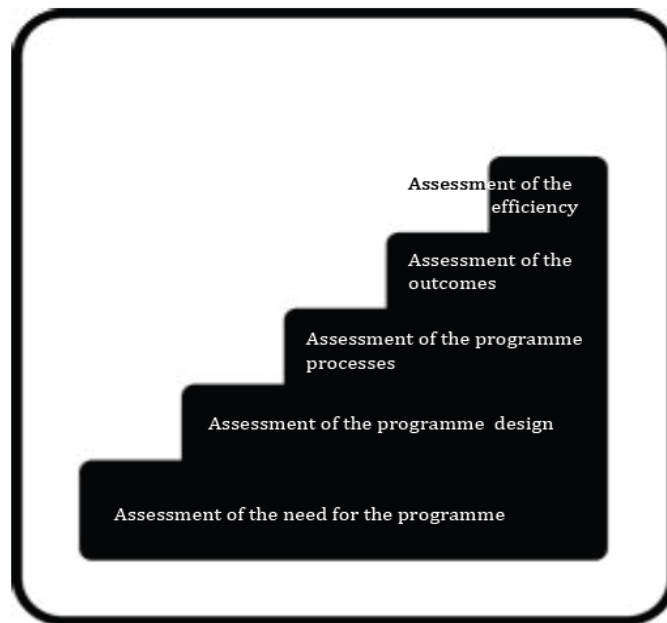 Assessment of the
efficiency
Assessment of the
outcomes
Assessment of the programme
processes
Assessment of the programme design
Assessment of the need for the programme